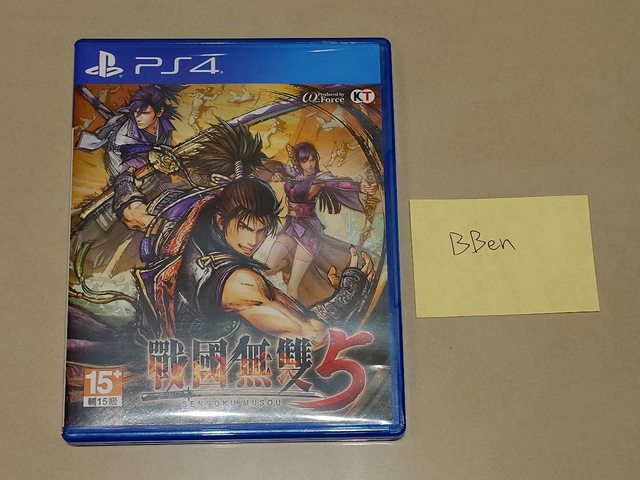 PS4
Produced by
ω-Force
KT
BBen
戰國無雙5
SENGOKU MUSOU
15+
輔15級